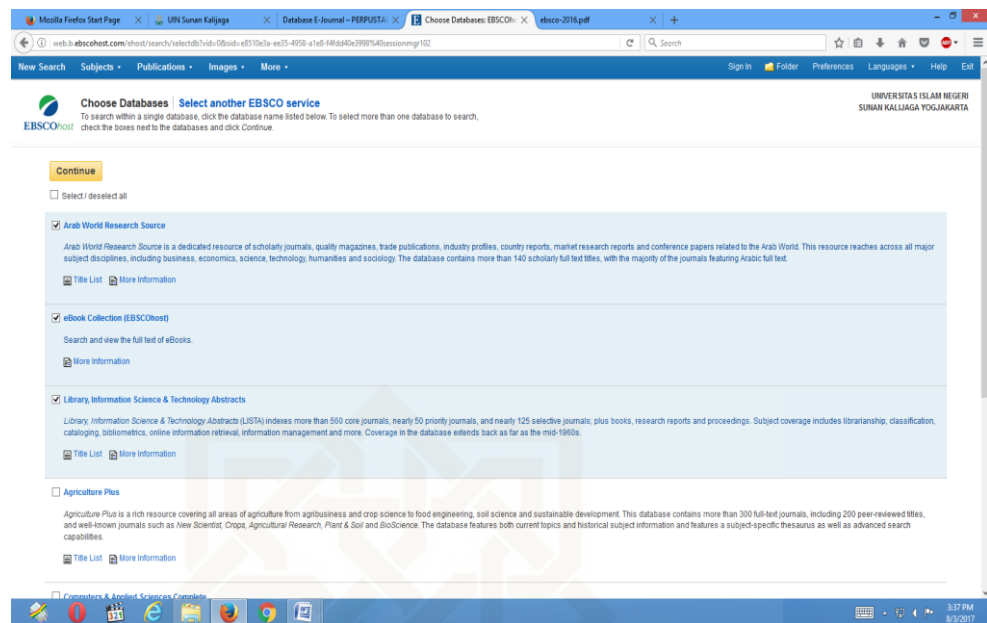 Mozilla Firefox Start Page
UIN Sunan Kalijaga
Database E-Journal – PERPUSTA
Choose Databases: EBSCOho
ebsco-2016.pdf
web.b.ebscohost.com/ehost/search/selectdb?vid=0&sid=e8510e3a-ee35-4958-a1e8-f4fdd40e3998%40sessionmgr102
Search
New Search Subjects Publications Images More
Sign In Folder Preferences Languages Help Exit
EBSCOhost
Choose Databases Select another EBSCO service
To search within a single database, click the database name listed below. To select more than one database to search,
check the boxes next to the databases and click Continue.
UNIVERSITAS ISLAM NEGERI
SUNAN KALIJAGA YOGJAKARTA
Continue
Select / deselect all
Arab World Research Source
Arab World Research Source is a dedicated resource of scholarly journals, quality magazines, trade publications, industry profiles, country reports, market research reports and conference papers related to the Arab World. This resource reaches across all major
subject disciplines, including business, economics, science, technology, humanities and sociology. The database contains more than 140 scholarly full text titles, with the majority of the journals featuring Arabic full text.
Title List More Information
eBook Collection (EBSCOhost)
Search and view the full text of eBooks.
More Information
Library, Information Science & Technology Abstracts
Library, Information Science & Technology Abstracts (LISTA) indexes more than 560 core journals, nearly 50 priority journals, and nearly 125 selective journals; plus books, research reports and proceedings. Subject coverage includes librarianship, classification,
cataloging, bibliometrics, online information retrieval, information management and more. Coverage in the database extends back as far as the mid-1960s.
Title List More Information
Agriculture Plus
Agriculture Plus is a rich resource covering all areas of agriculture from agribusiness and crop science to food engineering, soil science and sustainable development. This database contains more than 300 full-text journals, including 200 peer-reviewed titles,
and well-known journals such as New Scientist, Crops, Agricultural Research, Plant & Soil and BioScience. The database features both current topics and historical subject information and features a subject-specific thesaurus as well as advanced search
capabilities.
Title List More Information
Computers & Applied Sciences Complete
3:37 PM
8/3/2017